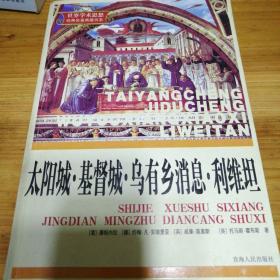 世界学术思想
经典名著典藏书系
TAIYANGCHENG
JIDUCHENG
LIWEITAN
太阳城·基督城·乌有乡消息·利维坦
SHIJIE XUESHU SIXIANG
JINGDIAN MINGZHU DIANCANG SHUXI
青海人民出版社